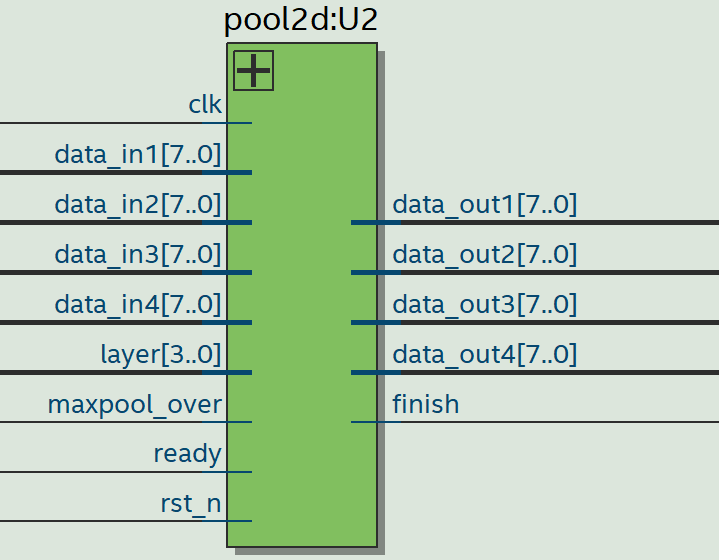 pool2d:U2
clk
data_in1[7..0]
data_in2[7..0]
data_in3[7..0]
data_in4[7..0]
layer[3..0]
maxpool_over
ready
rst_n
data_out1[7..0]
data_out2[7..0]
data_out3[7..0]
data_out4[7..0]
finish